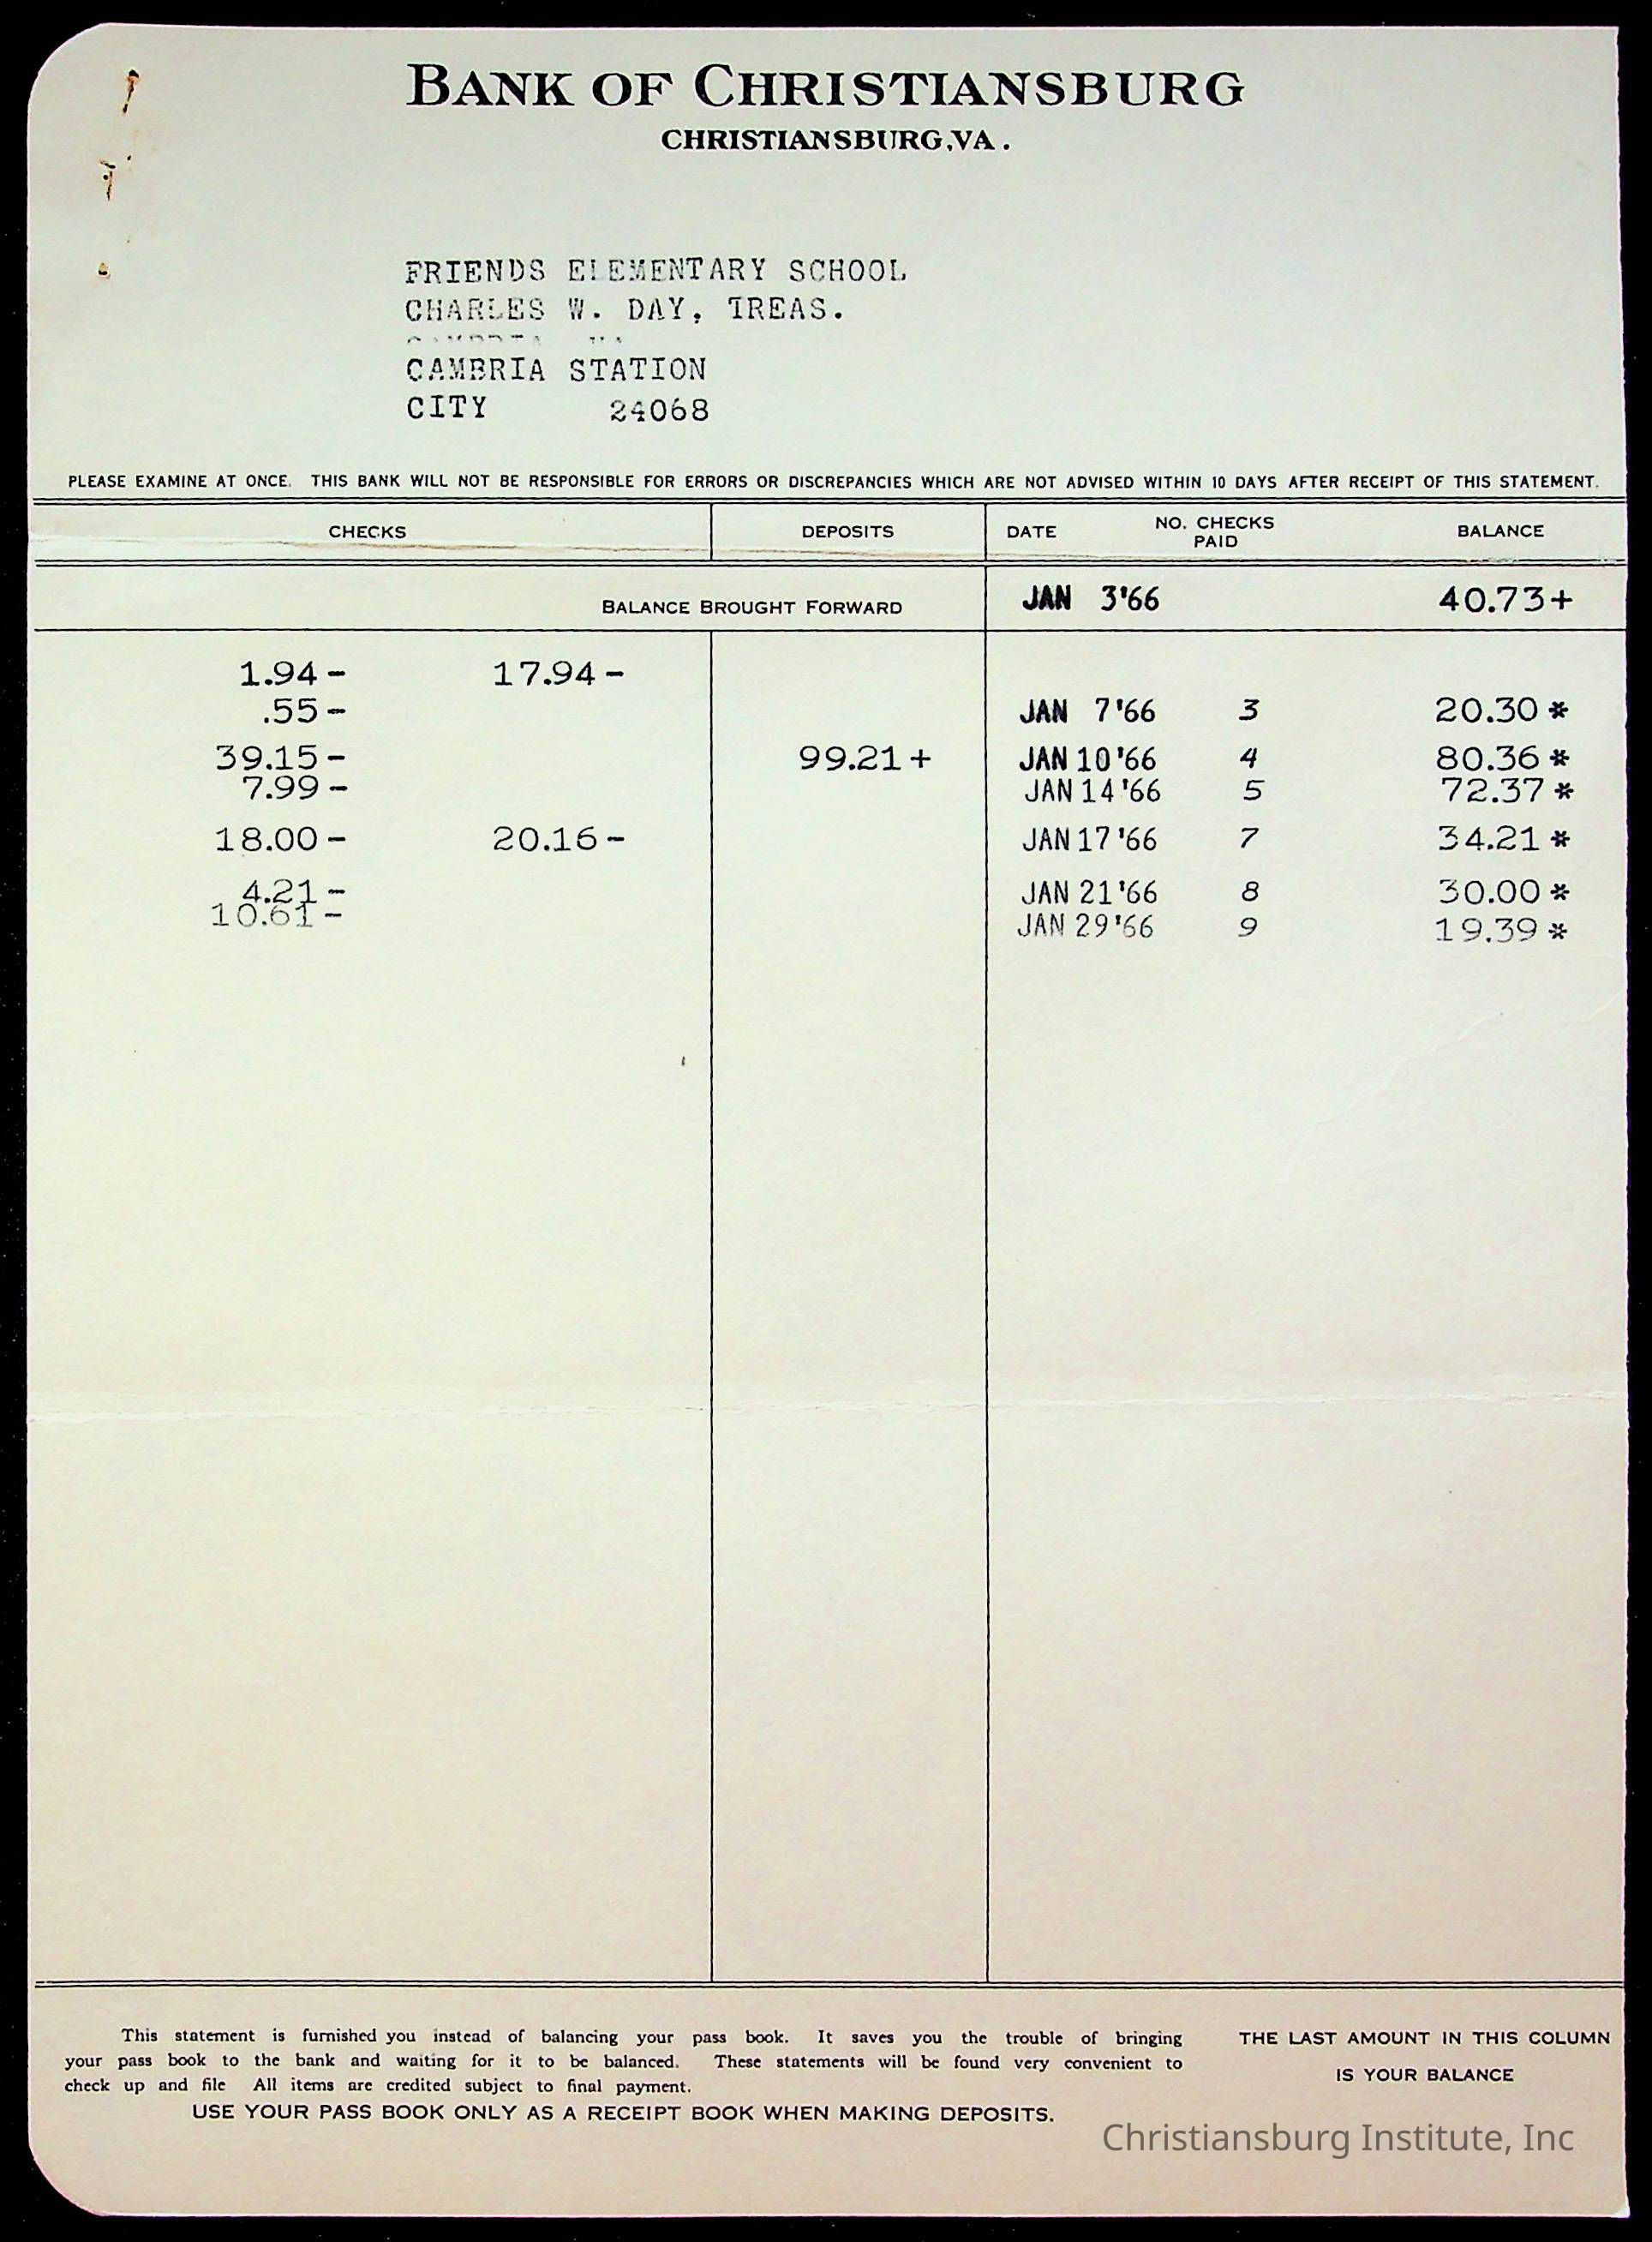 BANK OF CHRISTIANSBURG
CHRISTIANSBURG, VA.
FRIENDS ELEMENTARY SCHOOL
CHARLES W. DAY, TREAS.
CAMBRIA STATION
CITY 24068
PLEASE EXAMINE AT ONCE. THIS BANK WILL NOT BE RESPONSIBLE FOR ERRORS OR DISCREPANCIES WHICH ARE NOT ADVISED WITHIN 10 DAYS AFTER RECEIPT OF THIS STATEMENT.
CHECKS DEPOSITS DATE NO. CHECKS PAID BALANCE
BALANCE BROUGHT FORWARD JAN 3'66 40.73+
1.94- 17.94-
.55- JAN 7'66 3 20.30*
39.15- 99.21+ JAN 10'66 4 80.36*
7.99- JAN 14'66 5 72.37*
18.00- 20.16- JAN 17'66 7 34.21*
4.21- JAN 21'66 8 30.00*
10.61- JAN 29'66 9 19.39*
This statement is furnished you instead of balancing your pass book. It saves you the trouble of bringing
your pass book to the bank and waiting for it to be balanced. These statements will be found very convenient to
check up and file All items are credited subject to final payment.
USE YOUR PASS BOOK ONLY AS A RECEIPT BOOK WHEN MAKING DEPOSITS.
THE LAST AMOUNT IN THIS COLUMN
IS YOUR BALANCE
Christiansburg Institute, Inc